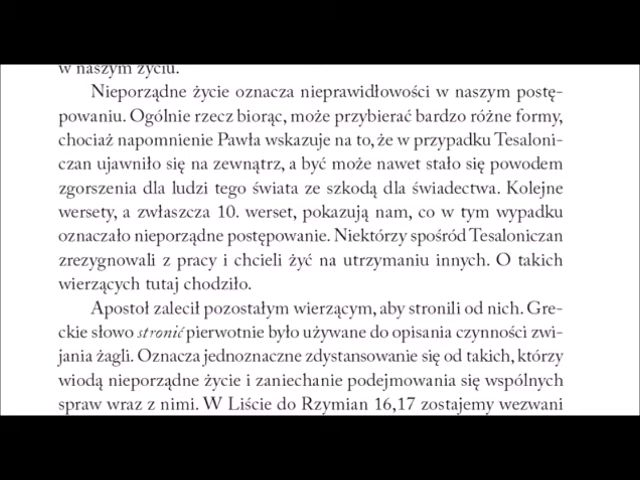 w naszym życiu.
Nieporządne życie oznacza nieprawidłowości w naszym postę-
powaniu. Ogólnie rzecz biorąc, może przybierać bardzo różne formy,
chociaż napomnienie Pawła wskazuje na to, że w przypadku Tesaloni-
czan ujawniło się na zewnątrz, a być może nawet stało się powodem
zgorszenia dla ludzi tego świata ze szkodą dla świadectwa. Kolejne
wersety, a zwłaszcza 10. werset, pokazują nam, co w tym wypadku
oznaczało nieporządne postępowanie. Niektórzy spośród Tesaloniczan
zrezygnowali z pracy i chcieli żyć na utrzymaniu innych. O takich
wierzących tutaj chodziło.
Apostoł zalecił pozostałym wierzącym, aby stronili od nich. Gre-
ckie słowo stronić pierwotnie było używane do opisania czynności zwi-
jania żagli. Oznacza jednoznaczne zdystansowanie się od takich, którzy
wiodą nieporządne życie i zaniechanie podejmowania się wspólnych
spraw wraz z nimi. W Liście do Rzymian 16,17 zostajemy wezwani